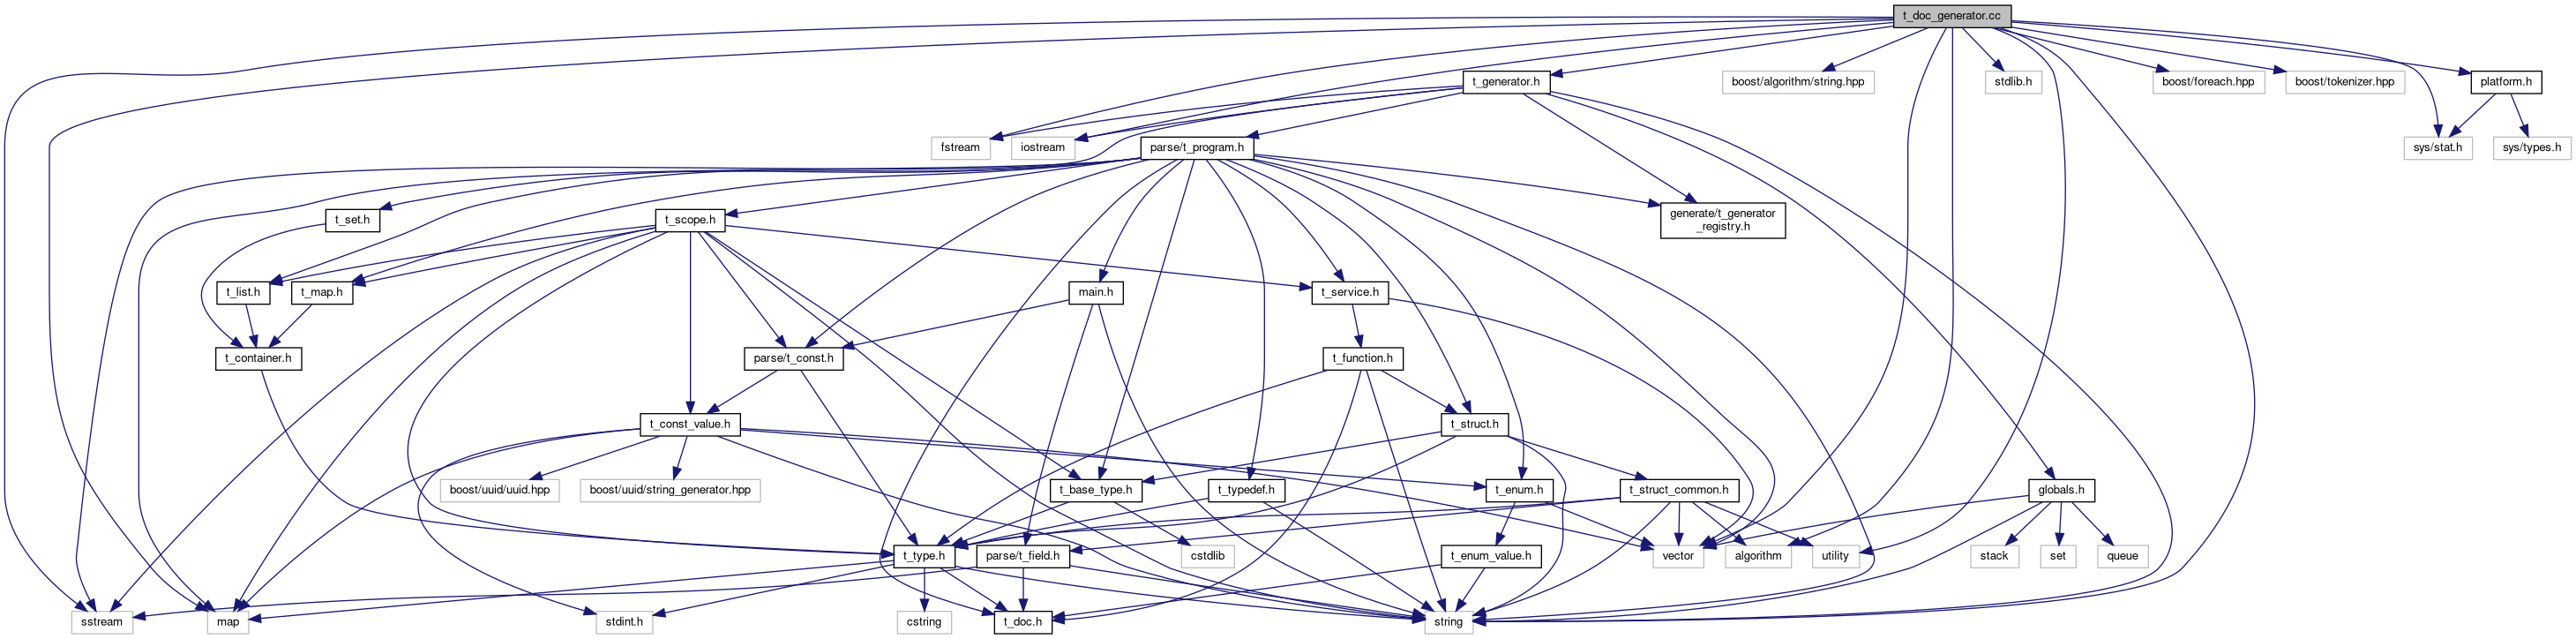 t_doc_generator.cc
t_generator.h
boost/algorithm/string.hpp
stdlib.h
boost/foreach.hpp
boost/tokenizer.hpp
platform.h
fstream
iostream
parse/t_program.h
sys/stat.h
sys/types.h
t_set.h
t_scope.h
generate/t_generator
_registry.h
t_list.h
t_map.h
main.h
t_service.h
t_container.h
parse/t_const.h
t_function.h
t_const_value.h
t_struct.h
boost/uuid/uuid.hpp
boost/uuid/string_generator.hpp
t_base_type.h
t_typedef.h
t_enum.h
t_struct_common.h
globals.h
t_type.h
parse/t_field.h
cstdlib
t_enum_value.h
vector
algorithm
utility
stack
set
queue
sstream
map
stdint.h
cstring
t_doc.h
string